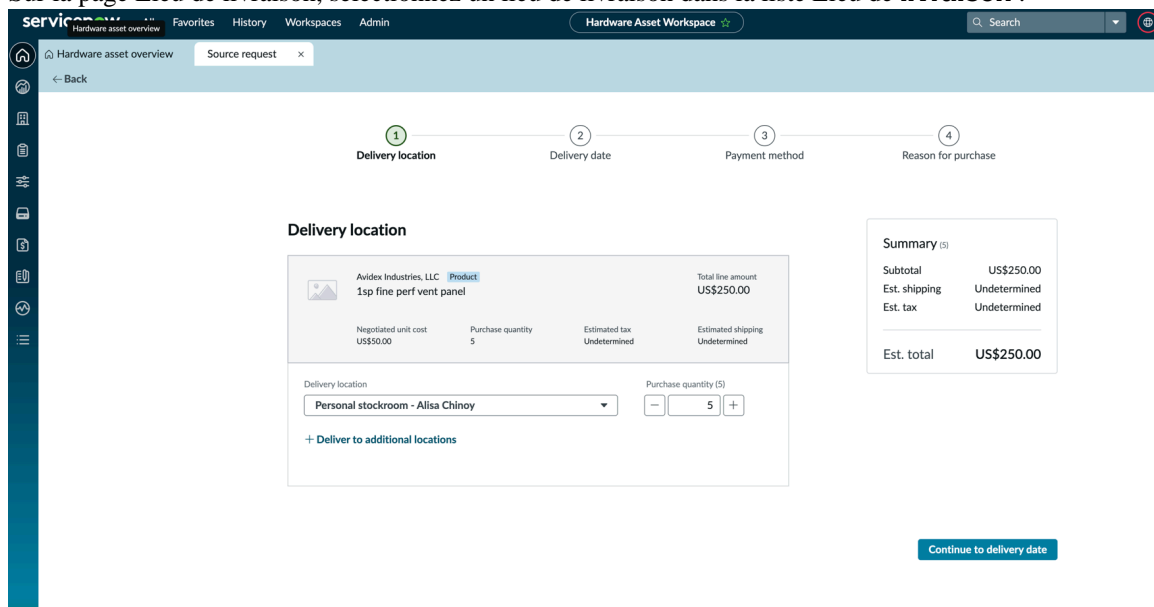 Sur la page Lieu de livraison, sélectionnez un lieu de livraison dans la liste Lieu de livraison.
Favorites History Workspaces Admin
Hardware Asset Workspace
Search
Hardware asset overview
Hardware asset overview
Source request ×
← Back
1
2
3
4
Delivery location
Delivery date
Payment method
Reason for purchase
Delivery location
Avidex Industries, LLC Product
1sp fine perf vent panel
Total line amount
US$250.00
Negotiated unit cost
US$50.00
Purchase quantity
5
Estimated tax
Undetermined
Estimated shipping
Undetermined
Delivery location
Personal stockroom - Alisa Chinoy
Purchase quantity (5)
− 5 +
+ Deliver to additional locations
Summary (5)
Subtotal US$250.00
Est. shipping Undetermined
Est. tax Undetermined
Est. total US$250.00
Continue to delivery date